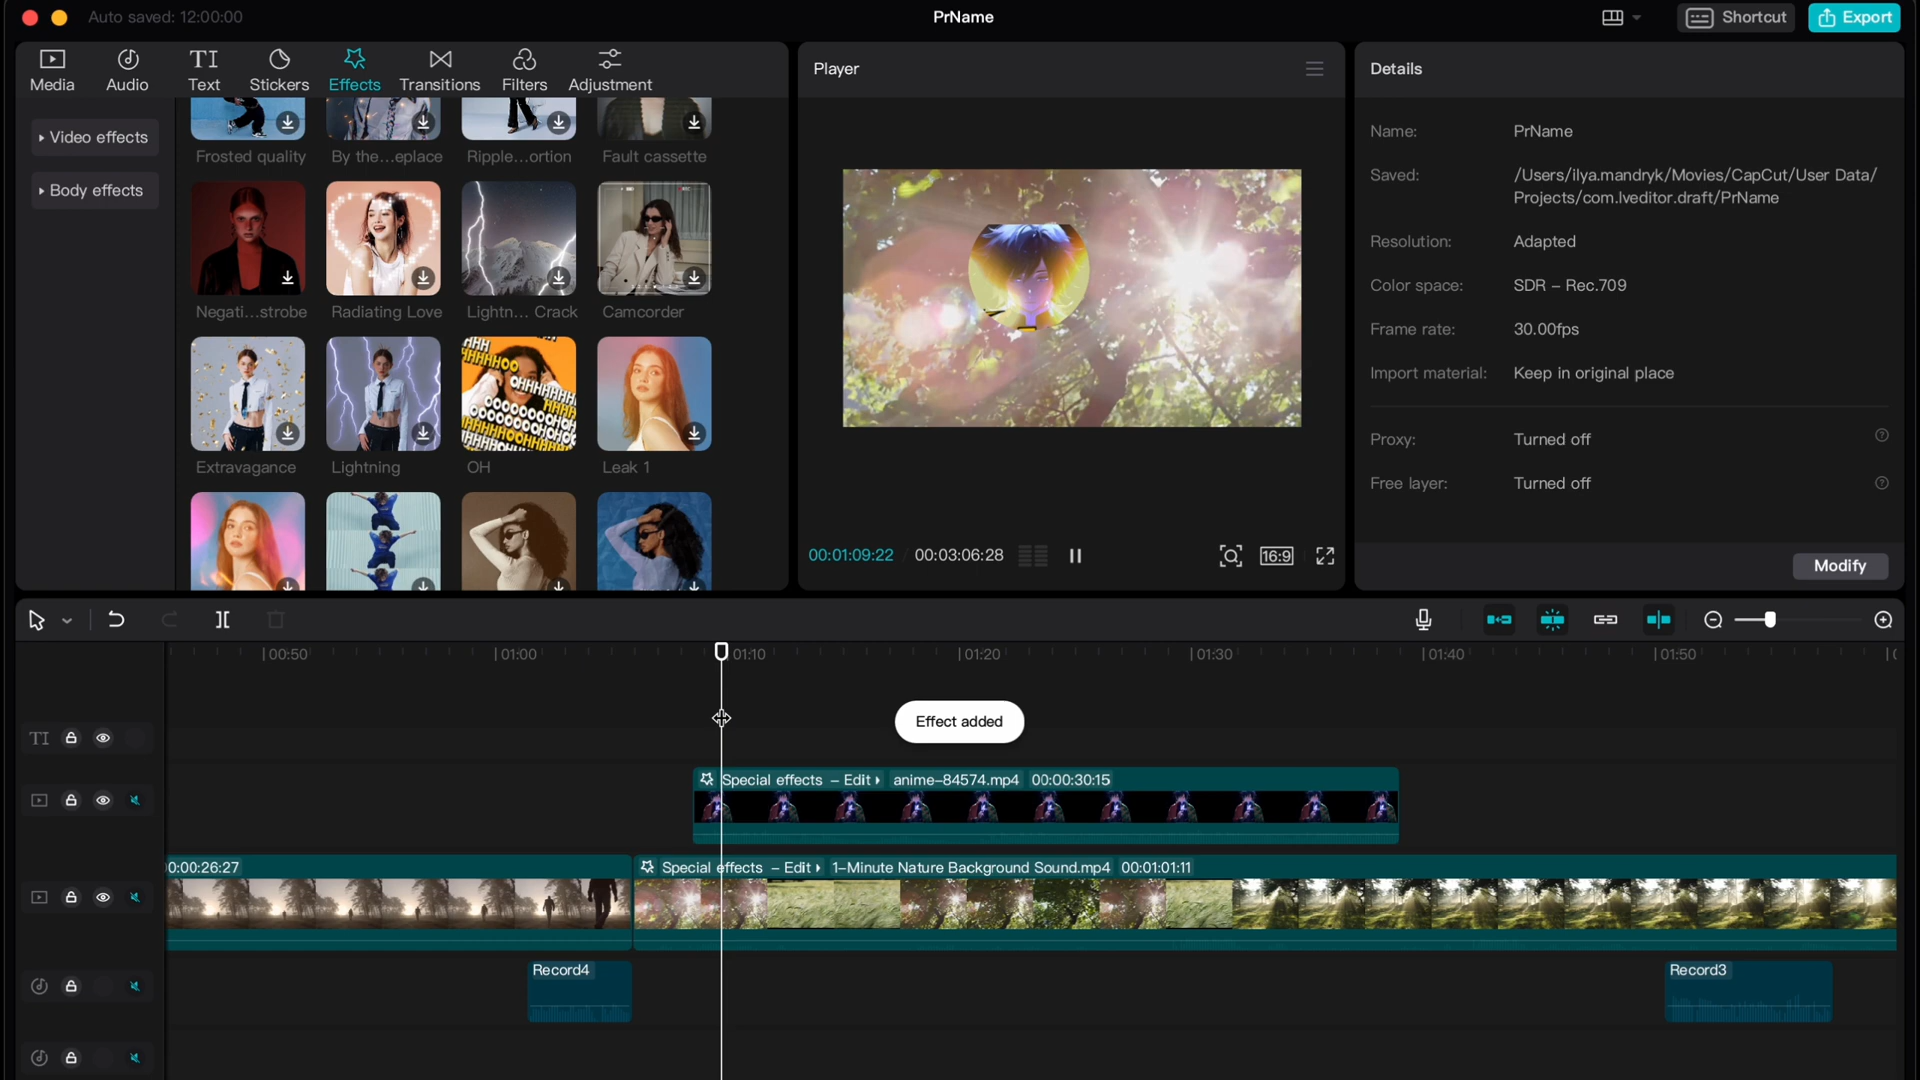 Auto saved: 12:00:00
PrName
Shortcut
Export
Media
Audio
TI
Text
Stickers
Effects
Transitions
Filters
Adjustment
Player
Details
Video effects
Body effects
Frosted quality
By the...eplace
Ripple...ortion
Fault cassette
Negati...strobe
Radiating Love
Lightn... Crack
Camcorder
Extravagance
Lightning
OH
Leak 1
Name:
PrName
Saved:
/Users/ilya.mandryk/Movies/CapCut/User Data/
Projects/com.lveditor.draft/PrName
Resolution:
Adapted
Color space:
SDR – Rec.709
Frame rate:
30.00fps
Import material:
Keep in original place
Proxy:
Turned off
Free layer:
Turned off
Modify
00:01:09:22 / 00:03:06:28
16:9
00:50
01:00
01:10
01:20
01:30
01:40
01:50
TI
Effect added
Special effects – Edit anime–84574.mp4 00:00:30:15
0:00:26:27
Special effects – Edit 1–Minute Nature Background Sound.mp4 00:01:01:11
Record4
Record3